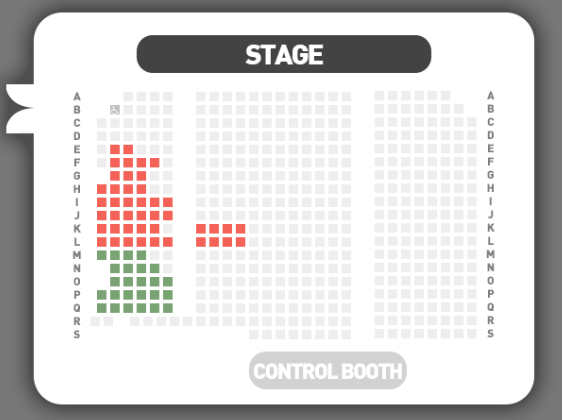 STAGE
A A
B B
C C
D D
E E
F F
G G
H H
I I
J J
K K
L L
M M
N N
O O
P P
Q Q
R R
S S
CONTROL BOOTH